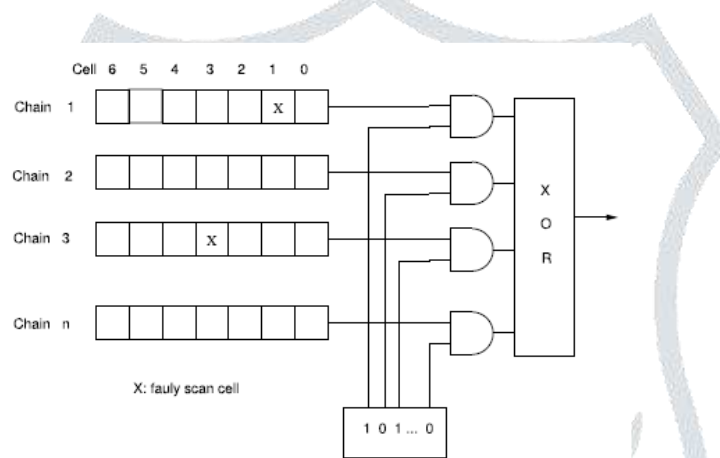 Cell 6 5 4 3 2 1 0
Chain 1 x
Chain 2
Chain 3 x
Chain n
X
O
R
X: fauly scan cell
1 0 1 ... 0